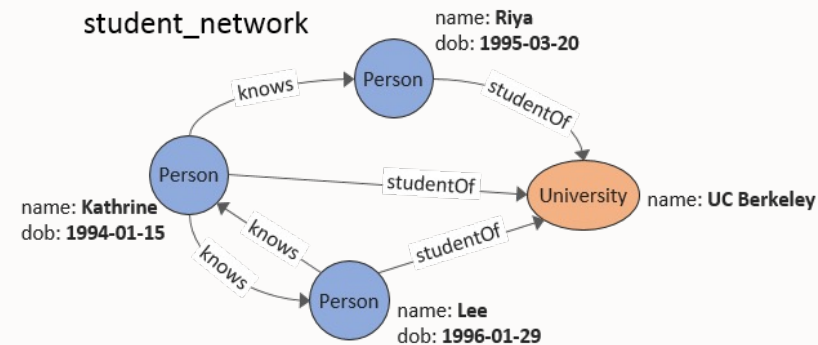 student_network
name: Riya
dob: 1995-03-20
Person
knows
studentOf
Person
studentOf
University
name: UC Berkeley
name: Kathrine
dob: 1994-01-15
knows
studentOf
knows
Person
name: Lee
dob: 1996-01-29